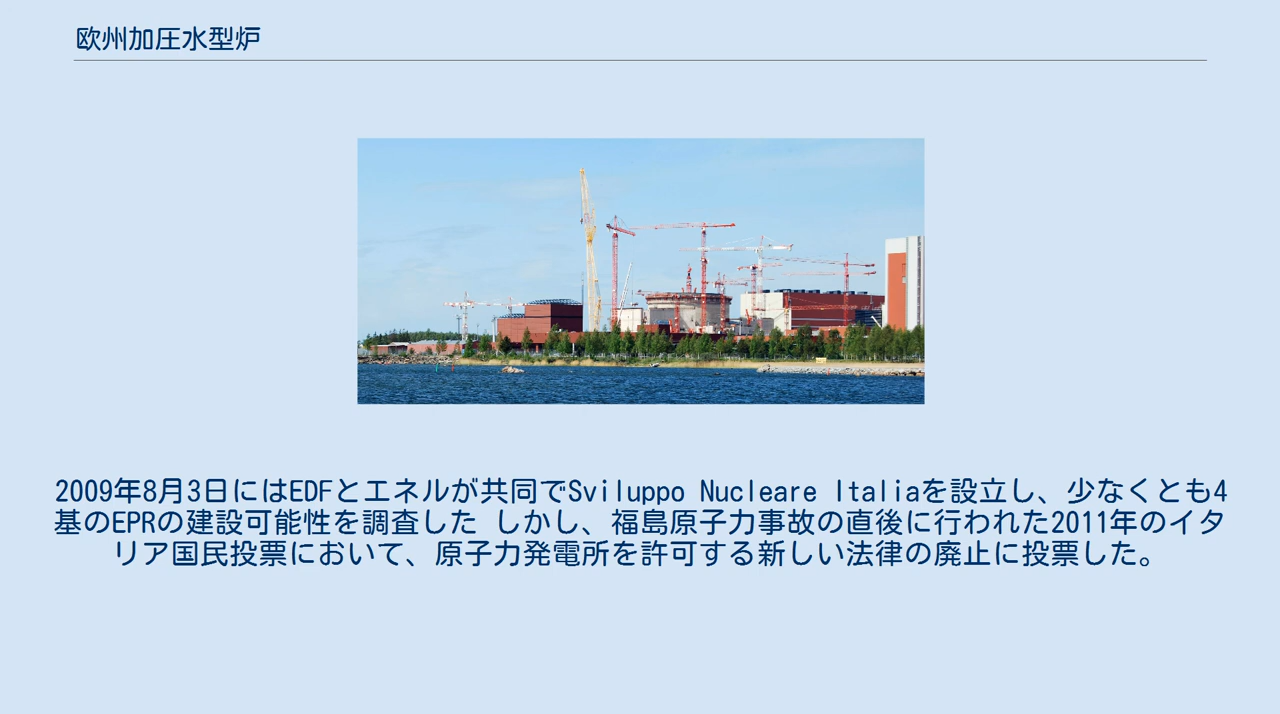 欧州加圧水型炉
2009年8月3日にはEDFとエネルが共同でSviluppo Nucleare Italiaを設立し、少なくとも4
基のEPRの建設可能性を調査した しかし、福島原子力事故の直後に行われた2011年のイタ
リア国民投票において、原子力発電所を許可する新しい法律の廃止に投票した。